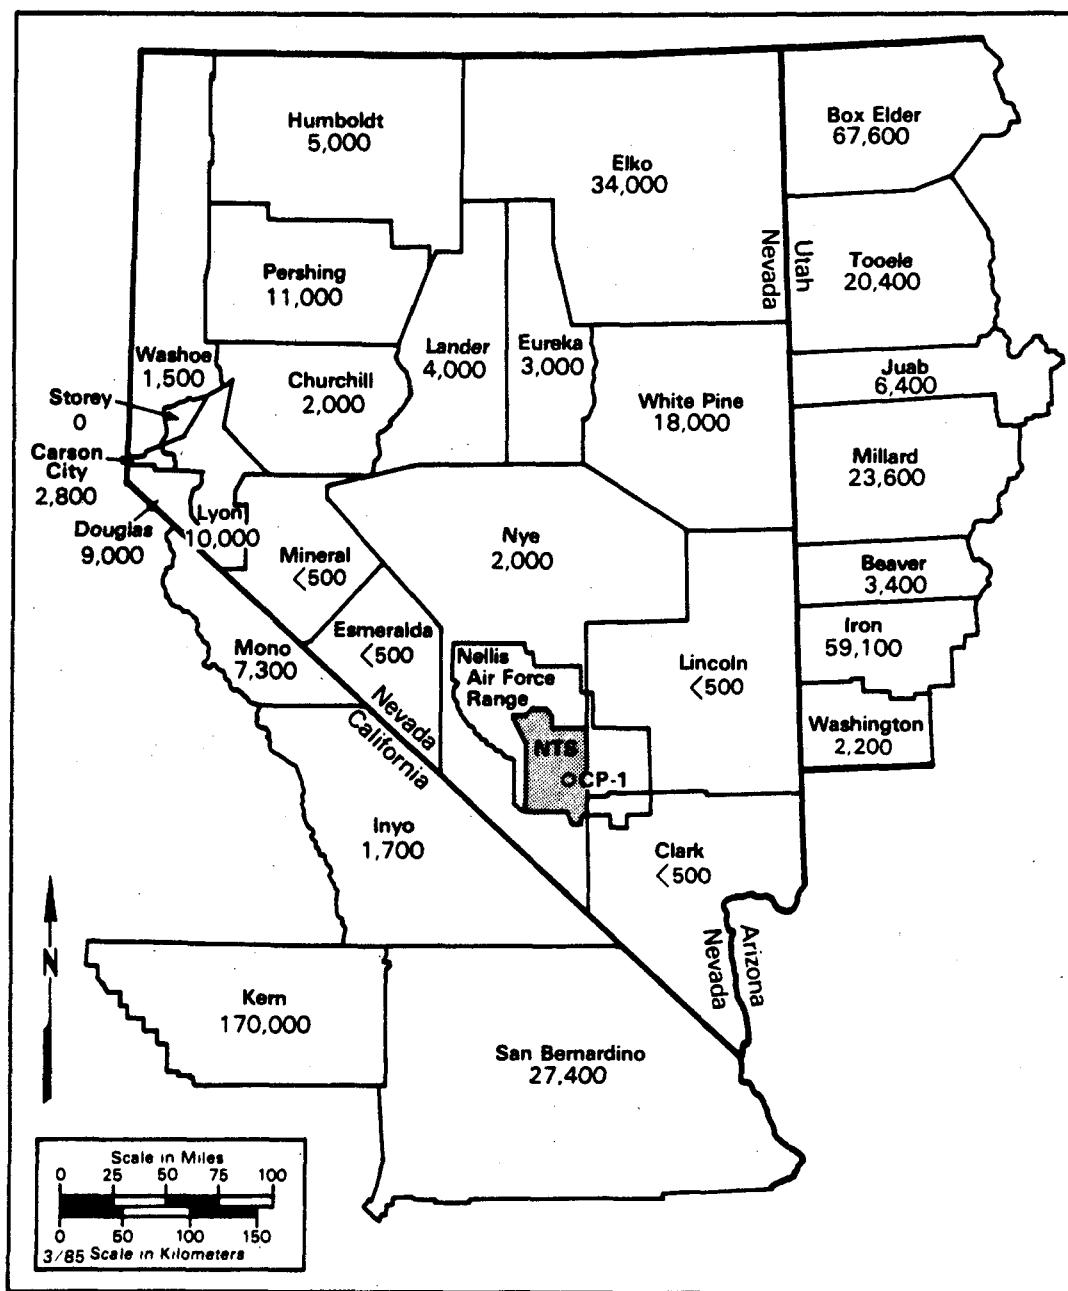 Humboldt
5,000
Elko
34,000
Box Elder
67,600
Nevada
Utah
Tooele
20,400
Pershing
11,000
Washoe
1,500
Churchill
2,000
Lander
4,000
Eureka
3,000
White Pine
18,000
Juab
6,400
Storey
0
Carson
City
2,800
Millard
23,600
Douglas
9,000
Lyon
10,000
Mineral
<500
Nye
2,000
Beaver
3,400
Mono
7,300
Esmeralda
<500
Nellis
Air Force
Range
Lincoln
<500
Iron
59,100
Washington
2,200
Nevada
California
NTS
CP-1
Inyo
1,700
Clark
<500
Nevada
Arizona
N
Kern
170,000
San Bernardino
27,400
Scale in Miles
0 25 50 75 100
0 50 100 150
3/85 Scale in Kilometers